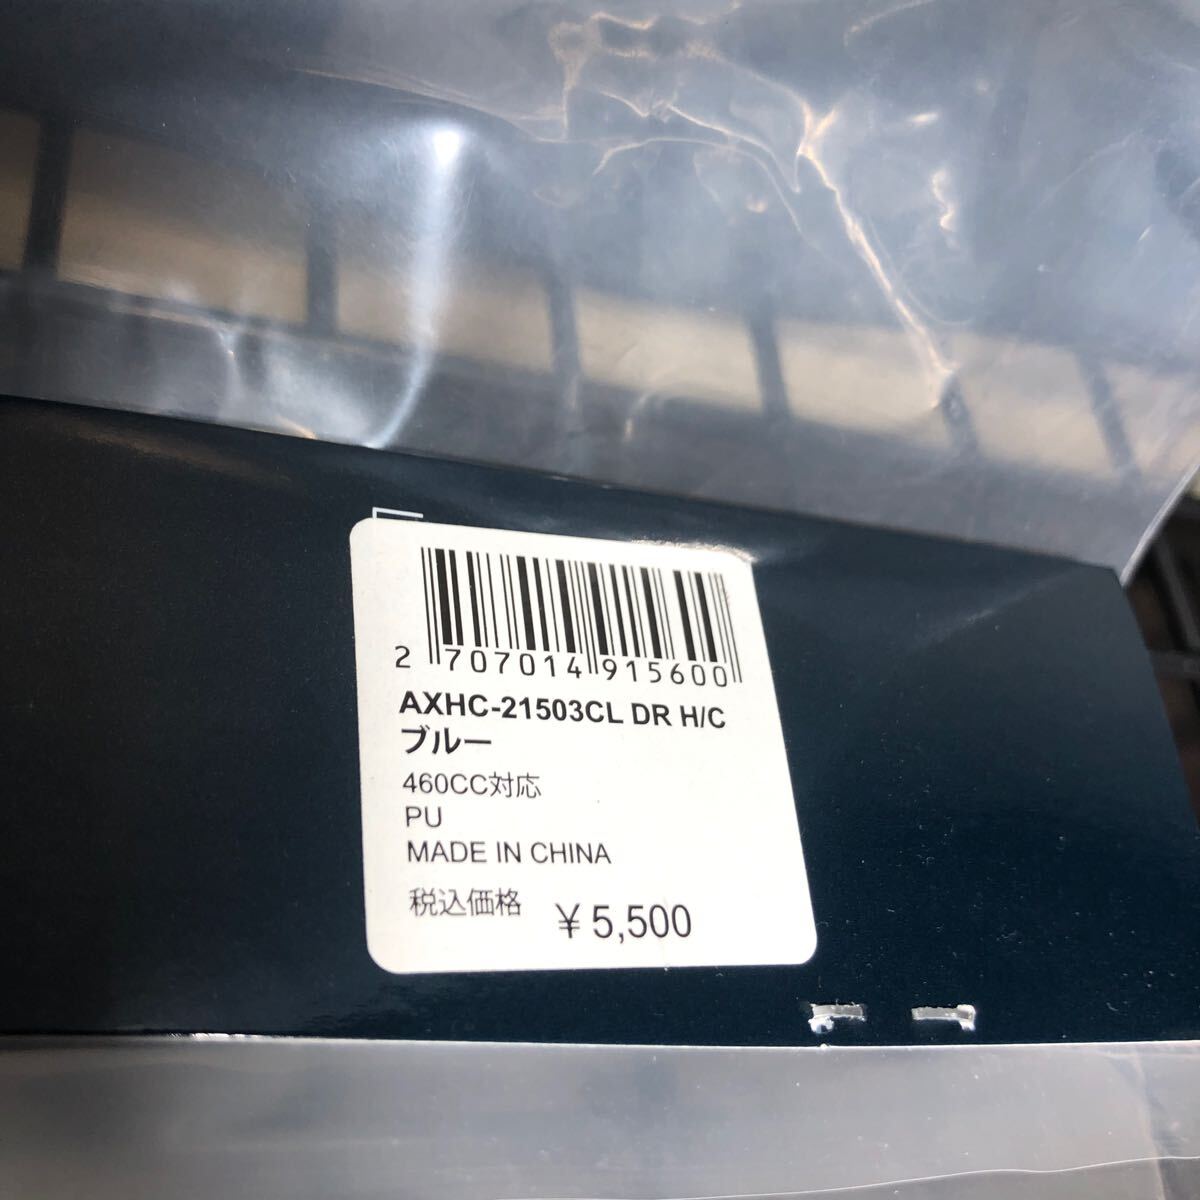 2 707014 915600
AXHC-21503CL DR H/C
ブルー
460CC対応
PU
MADE IN CHINA
税込価格 ¥5,500